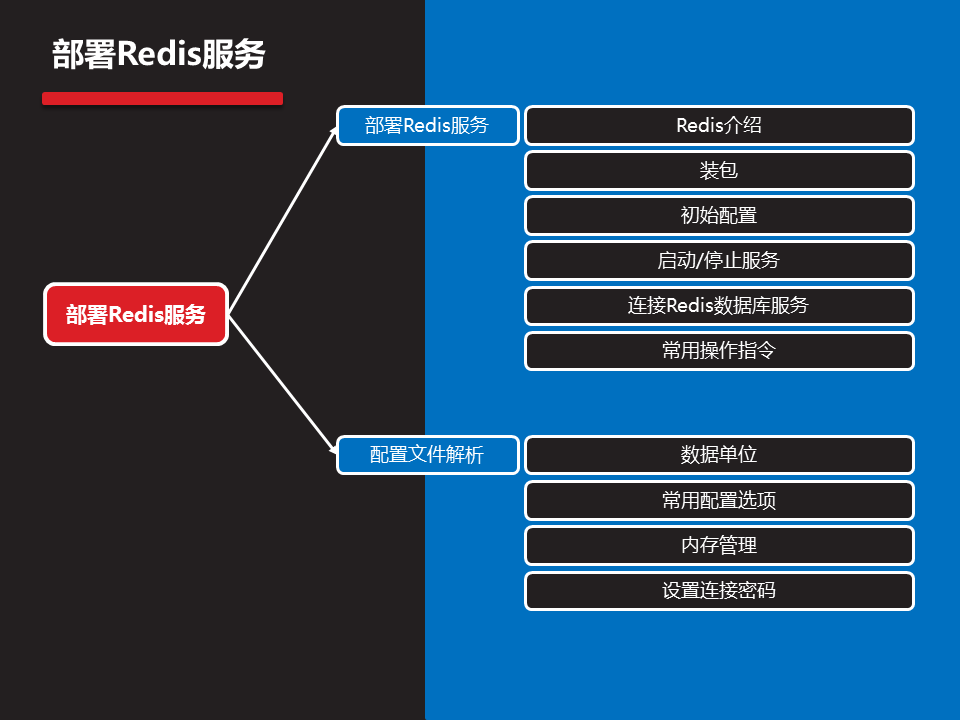 部署Redis服务
部署Redis服务
部署Redis服务
Redis介绍
装包
初始配置
启动/停止服务
连接Redis数据库服务
常用操作指令
配置文件解析
数据单位
常用配置选项
内存管理
设置连接密码